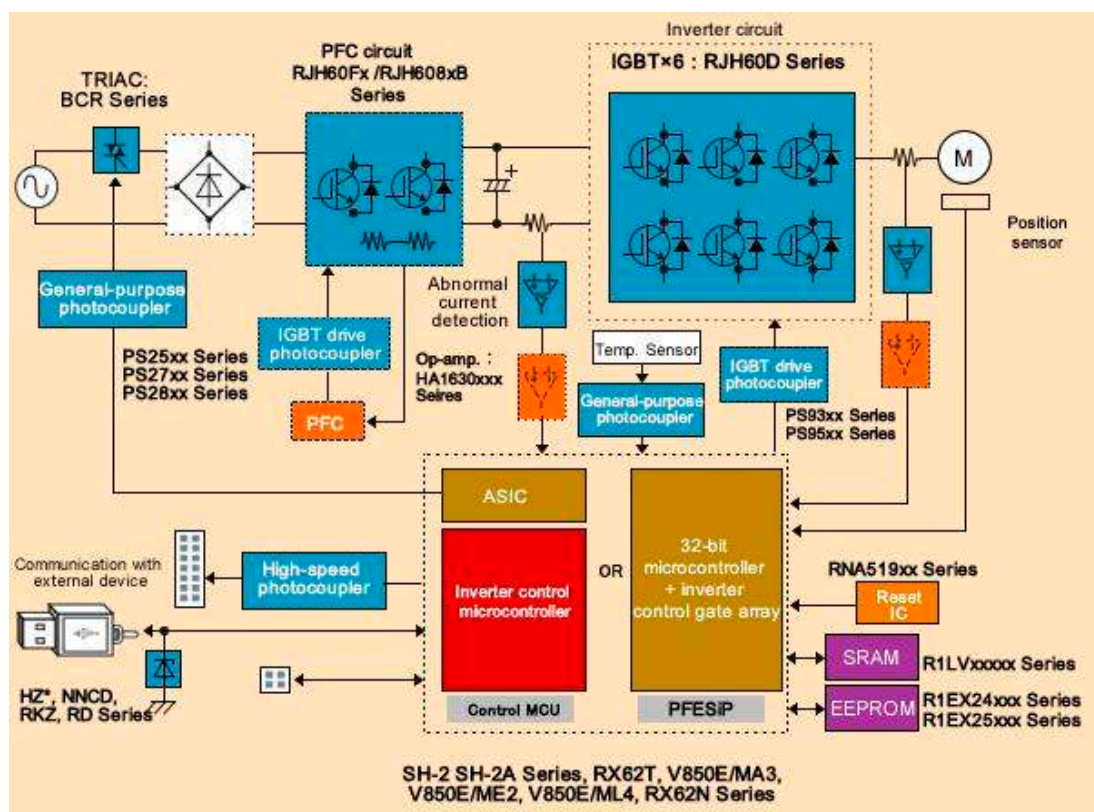 Inverter circuit
PFC circuit
RJH60Fx /RJH608xB
Series
IGBT×6 : RJH60D Series
TRIAC:
BCR Series
M
Position
sensor
General-purpose
photocoupler
Abnormal
current
detection
IGBT drive
photocoupler
Temp. Sensor
IGBT drive
photocoupler
PS25xx Series
PS27xx Series
PS28xx Series
Op-amp. :
HA1630xxx
Seires
General-purpose
photocoupler
PFC
PS93xx Series
PS95xx Series
ASIC
32-bit
microcontroller
+ inverter
control gate array
OR
Communication with
external device
High-speed
photocoupler
Inverter control
microcontroller
RNA519xx Series
Reset
IC
SRAM
R1LVxxxxx Series
HZ*, NNCD,
RKZ, RD Series
EEPROM
R1EX24xxx Series
R1EX25xxx Series
Control MCU
PFESiP
SH-2 SH-2A Series, RX62T, V850E/MA3,
V850E/ME2, V850E/ML4, RX62N Series